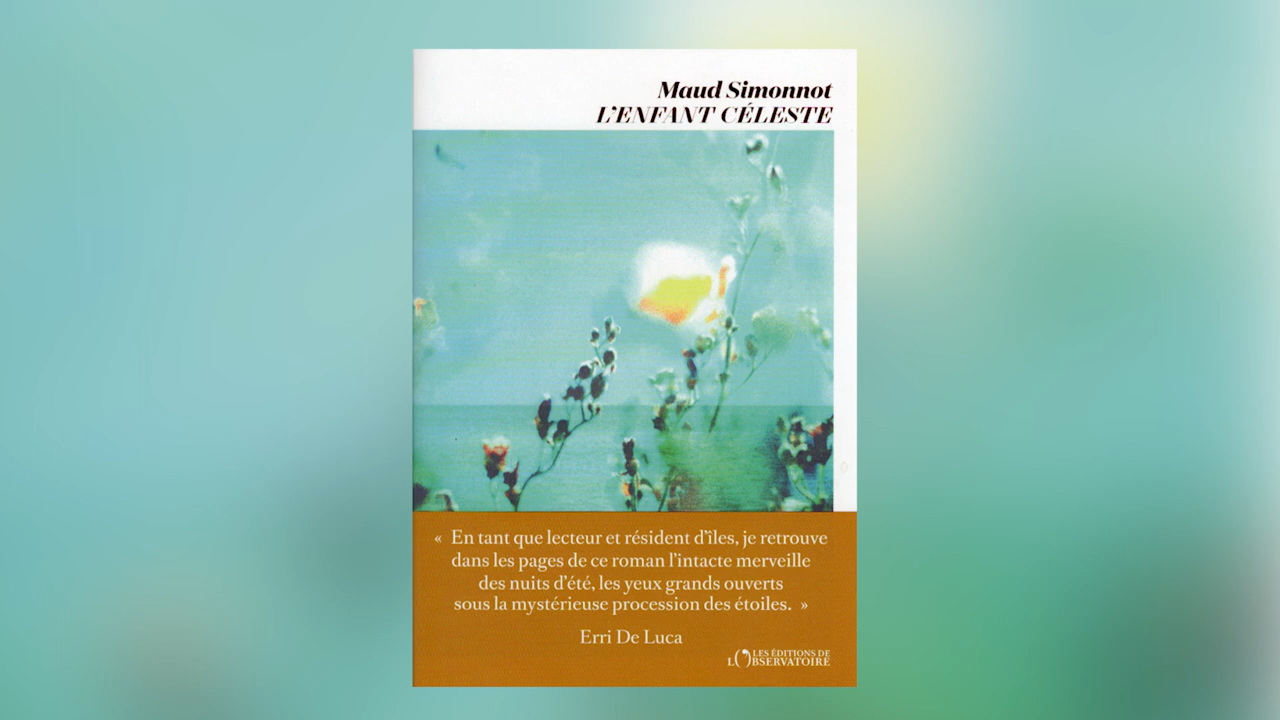 Maud Simonnot
L'ENFANT CÉLESTE
« En tant que lecteur et résident d'îles, je retrouve
dans les pages de ce roman l'intacte merveille
des nuits d'été, les yeux grands ouverts
sous la mystérieuse procession des étoiles. »
Erri De Luca
LES ÉDITIONS DE
L'OBSERVATOIRE